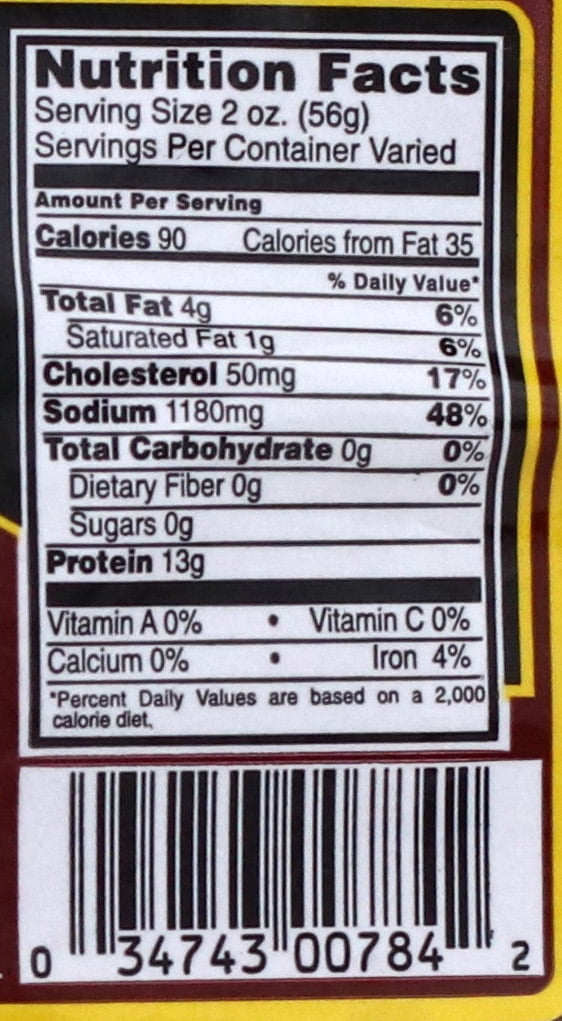 Nutrition Facts
Serving Size 2 oz. (56g)
Servings Per Container Varied
Amount Per Serving
Calories 90 Calories from Fat 35
% Daily Value*
Total Fat 4g 6%
Saturated Fat 1g 6%
Cholesterol 50mg 17%
Sodium 1180mg 48%
Total Carbohydrate 0g 0%
Dietary Fiber 0g 0%
Sugars 0g
Protein 13g
Vitamin A 0% • Vitamin C 0%
Calcium 0% • Iron 4%
*Percent Daily Values are based on a 2,000
calorie diet.
0 34743 00784 2